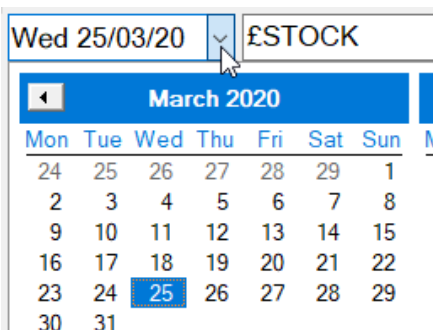 Wed 25/03/20 £STOCK
March 2020
Mon Tue Wed Thu Fri Sat Sun
24 25 26 27 28 29 1
2 3 4 5 6 7 8
9 10 11 12 13 14 15
16 17 18 19 20 21 22
23 24 25 26 27 28 29
30 31